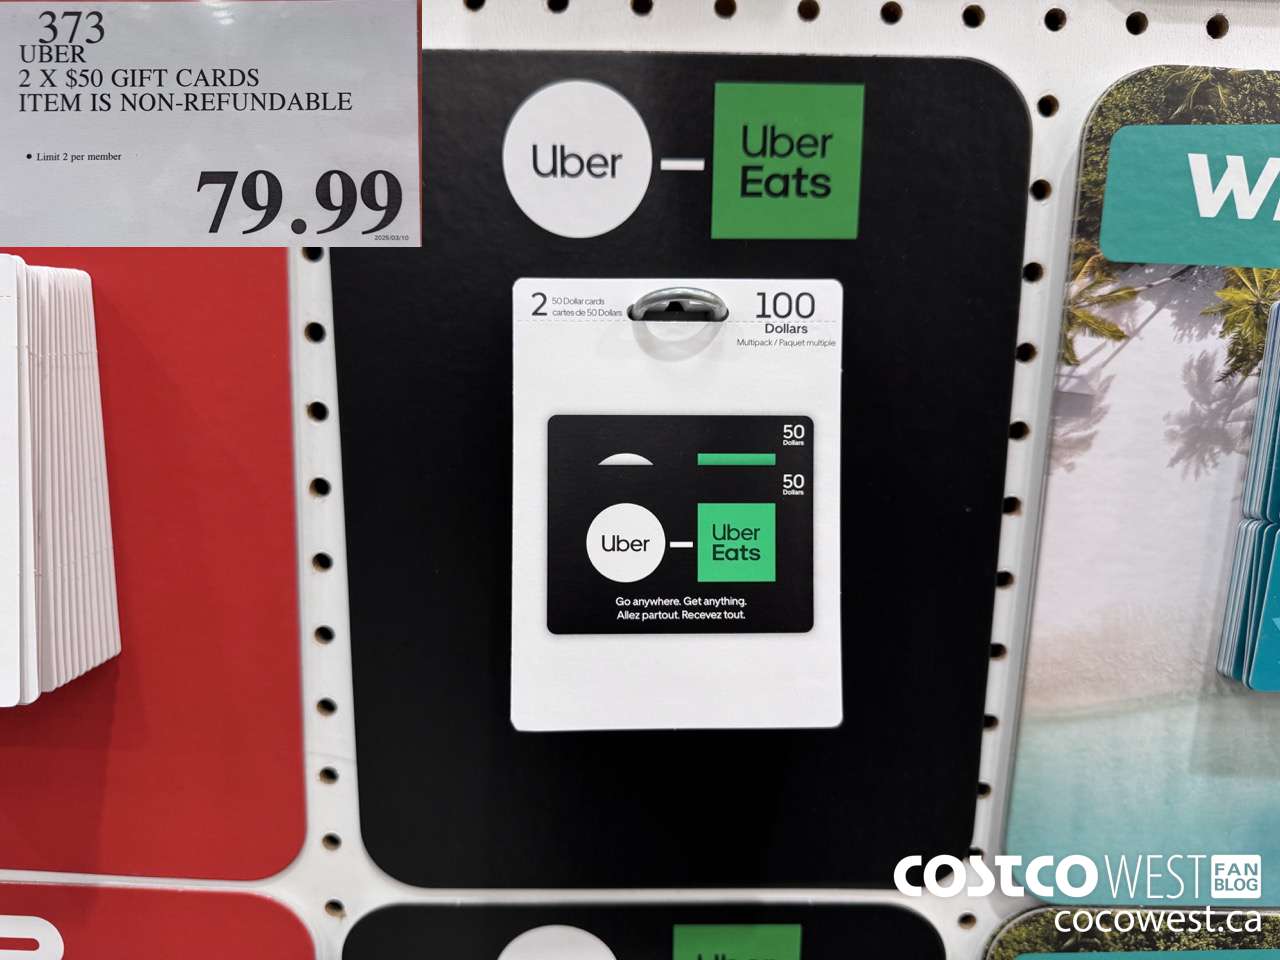 373
UBER
2 X $50 GIFT CARDS
ITEM IS NON-REFUNDABLE
• Limit 2 per member
79.99
2026/03/10
Uber
Uber
Eats
2 50 Dollar cards
cartes de 50 Dollars
100
Dollars
Multipack / Paquet multiple
50
Dollars
50
Dollars
Uber
Uber
Eats
Go anywhere. Get anything.
Allez partout. Recevez tout.
COSTCO WEST FAN
BLOG
cocowest.ca